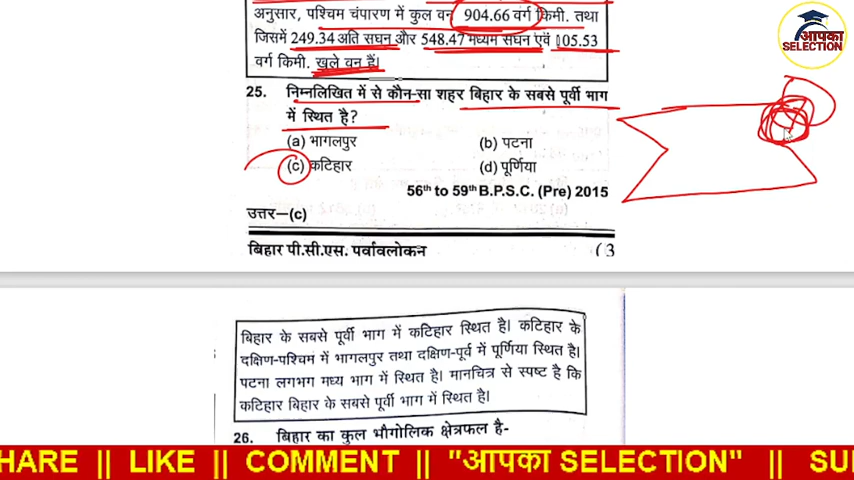 अनुसार, पश्चिम चंपारण में कुल वन 904.66 वर्ग किमी. तथा
जिसमें 249.34 अति सघन और 548.47 मध्यम सघन एवं 105.53
वर्ग किमी. खुले वन हैं।
आपका
SELECTION
25. निम्नलिखित में से कौन-सा शहर बिहार के सबसे पूर्वी भाग
में स्थित है?
(a) भागलपुर (b) पटना
(c) कटिहार (d) पूर्णिया
56th to 59th B.P.S.C. (Pre) 2015
उत्तर—(c)
बिहार पी.सी.एस. पूर्वावलोकन (3
बिहार के सबसे पूर्वी भाग में कटिहार स्थित है। कटिहार के
दक्षिण-पश्चिम में भागलपुर तथा दक्षिण-पूर्व में पूर्णिया स्थित है।
पटना लगभग मध्य भाग में स्थित है। मानचित्र से स्पष्ट है कि
कटिहार बिहार के सबसे पूर्वी भाग में स्थित है।
26. बिहार का कुल भौगोलिक क्षेत्रफल है-
HARE || LIKE || COMMENT || "आपका SELECTION" || SU